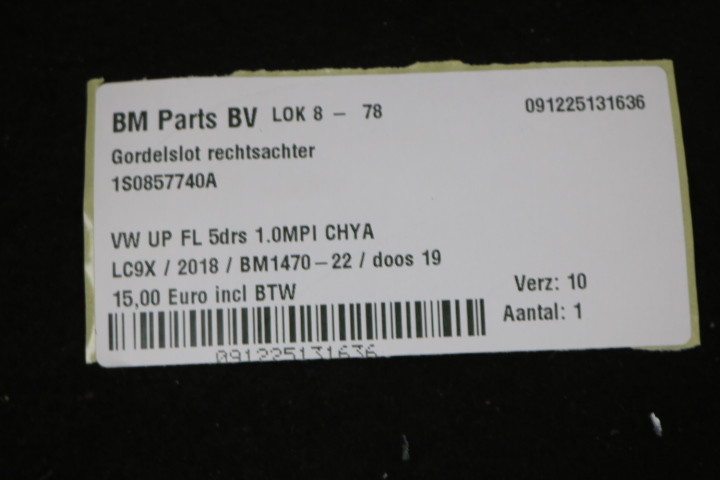 BM Parts BV LOK 8 - 78 091225131636
Gordelslot rechtsachter
1S0857740A
VW UP FL 5drs 1.0MPI CHYA
LC9X / 2018 / BM1470-22 / doos 19
15,00 Euro incl BTW Verz: 10
Aantal: 1
091225131636